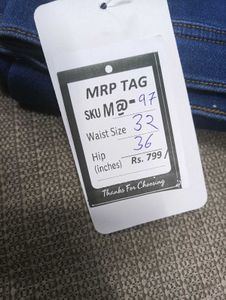 MRP TAG
SKU M@-97
Waist Size 32
Hip (inches) 36
Rs. 799/
Thanks For Choosing